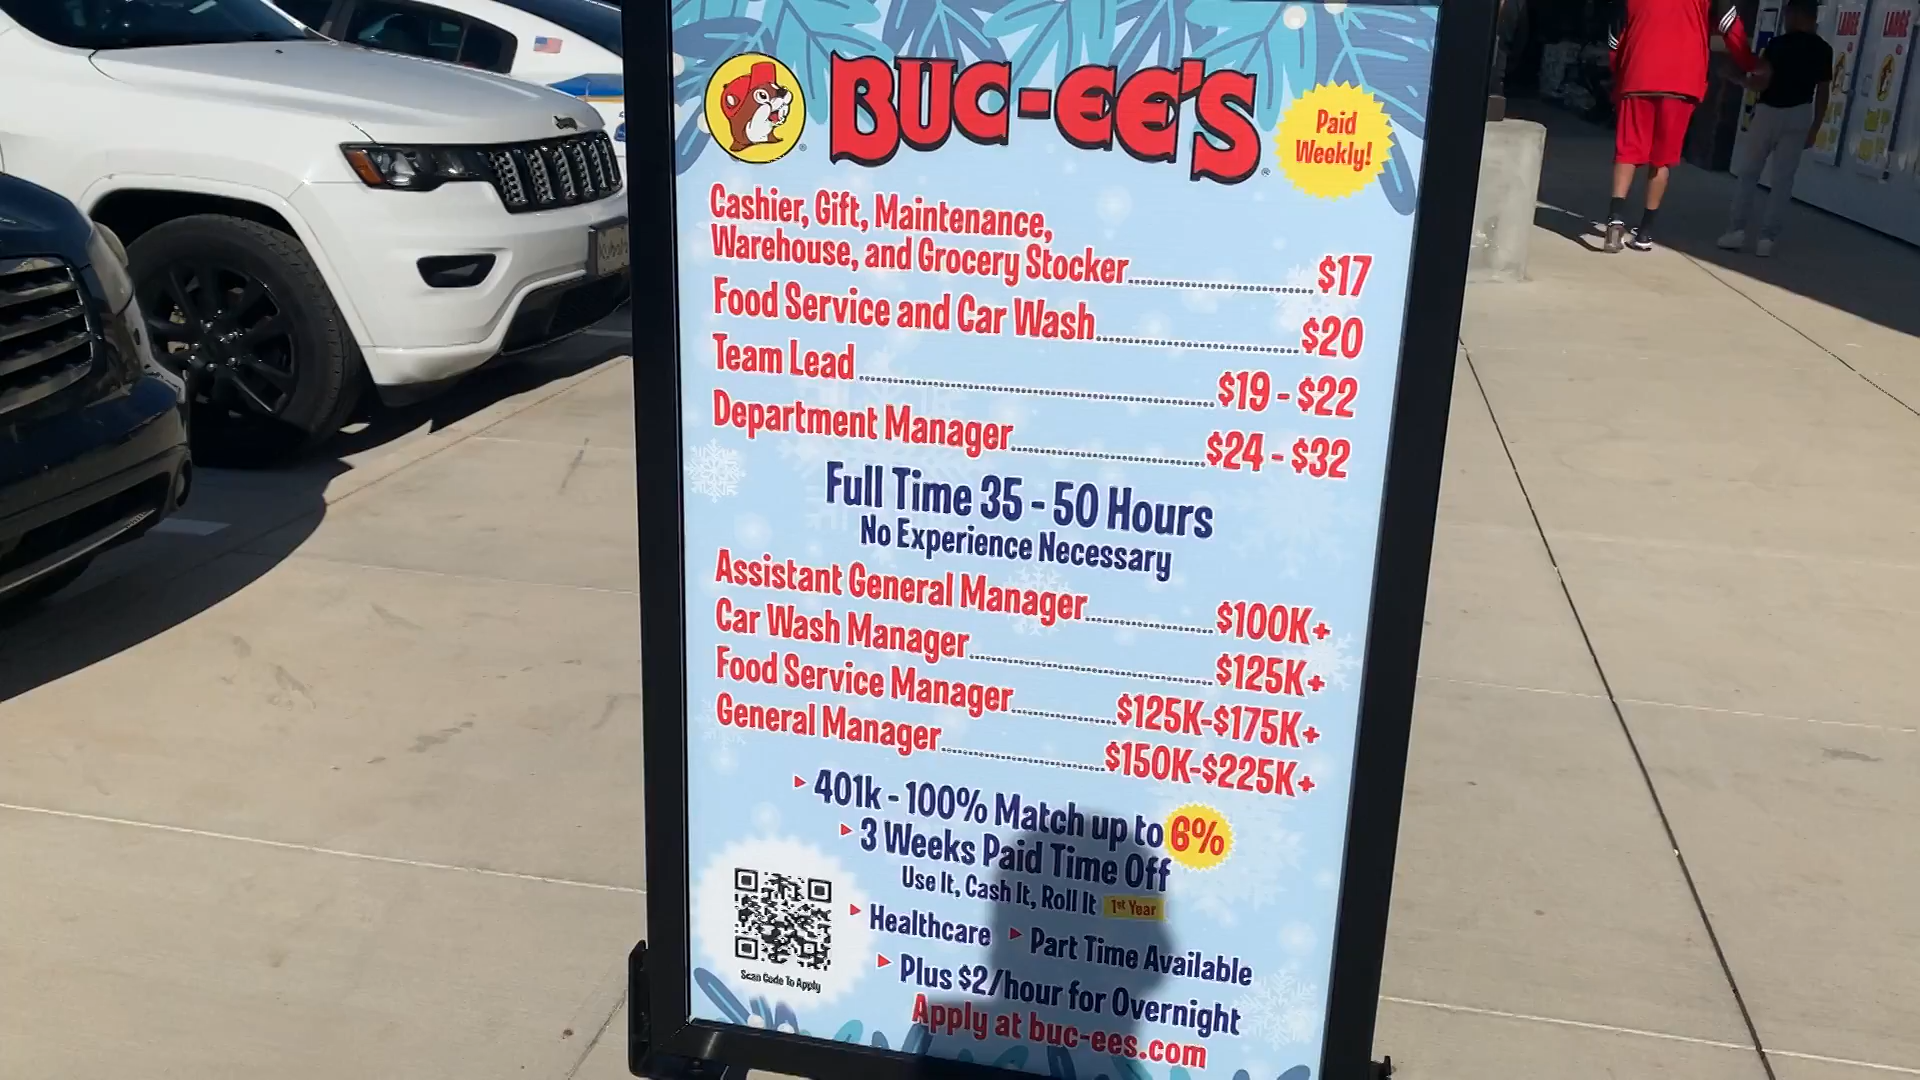 BUC-EE'S
Paid
Weekly!
Cashier, Gift, Maintenance,
Warehouse, and Grocery Stocker $17
Food Service and Car Wash $20
Team Lead $19 - $22
Department Manager $24 - $32
Full Time 35 - 50 Hours
No Experience Necessary
Assistant General Manager $100K+
Car Wash Manager $125K+
Food Service Manager $125K-$175K+
General Manager $150K-$225K+
401k - 100% Match up to 6%
3 Weeks Paid Time Off
Use It, Cash It, Roll It 1st Year
Healthcare Part Time Available
Plus $2/hour for Overnight
Apply at buc-ees.com
Scan Code To Apply
LARGE
LARGE